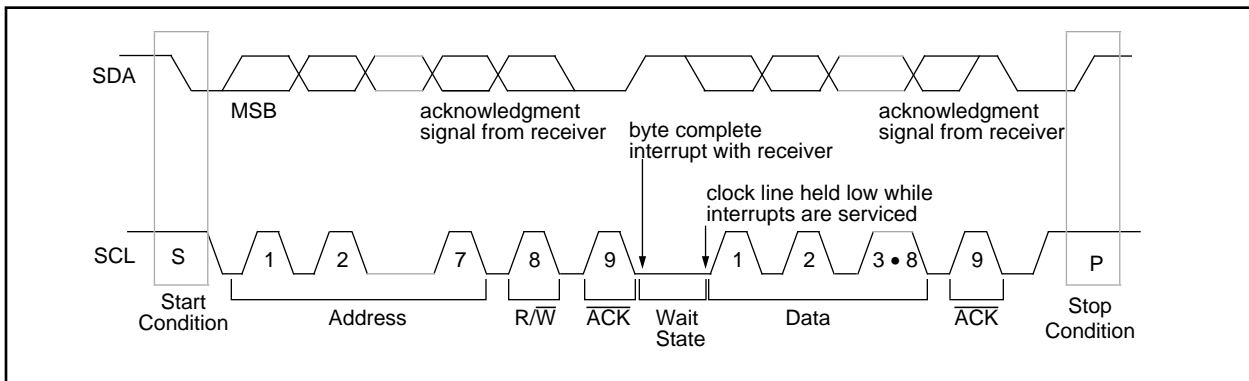 SDA
MSB
acknowledgment
signal from receiver
byte complete
interrupt with receiver
acknowledgment
signal from receiver
clock line held low while
interrupts are serviced
SCL
S
1
2
7
8
9
1
2
3 • 8
9
P
Start
Condition
Address
R/W̅
A̅C̅K̅
Wait
State
Data
A̅C̅K̅
Stop
Condition